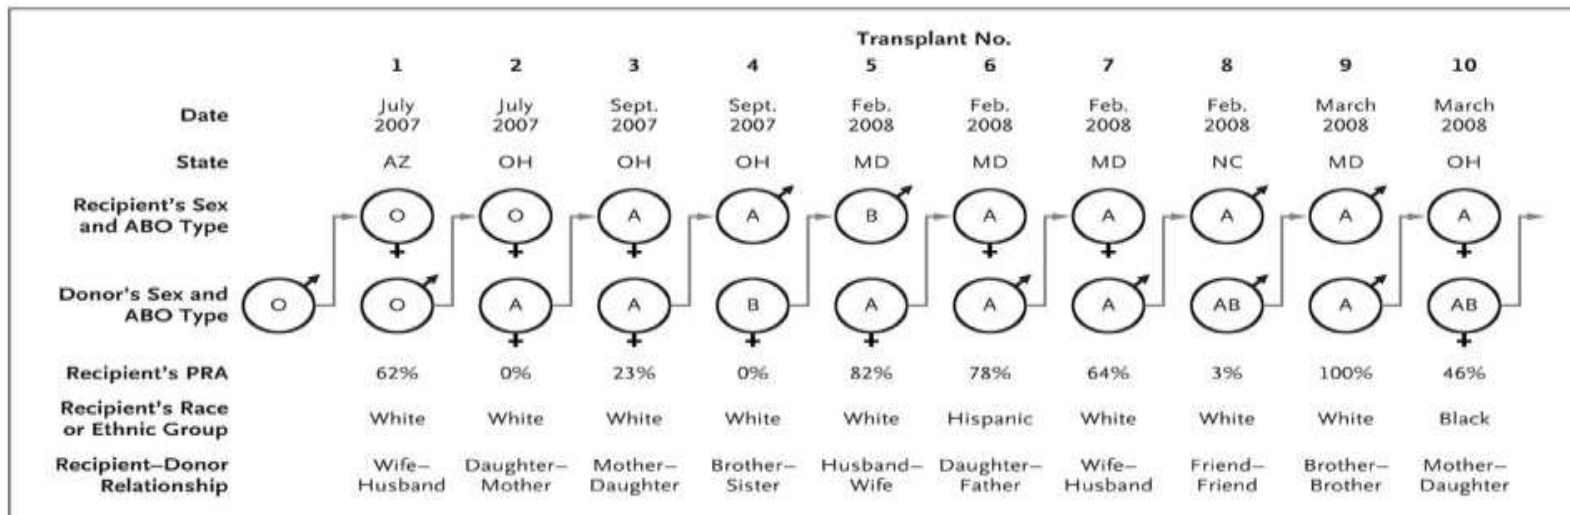 Transplant No.
1 2 3 4 5 6 7 8 9 10
Date
July 2007 July 2007 Sept. 2007 Sept. 2007 Feb. 2008 Feb. 2008 Feb. 2008 Feb. 2008 March 2008 March 2008
State AZ OH OH OH MD MD MD NC MD OH
Recipient's Sex
and ABO Type
O O A A B A A A A A
Donor's Sex and
ABO Type
O O A A B A A A AB A AB
Recipient's PRA 62% 0% 23% 0% 82% 78% 64% 3% 100% 46%
Recipient's Race
or Ethnic Group
White White White White White Hispanic White White White Black
Recipient–Donor
Relationship
Wife– Daughter– Mother– Brother– Husband– Daughter– Wife– Friend– Brother– Mother–
Husband Mother Daughter Sister Wife Father Husband Friend Brother Daughter